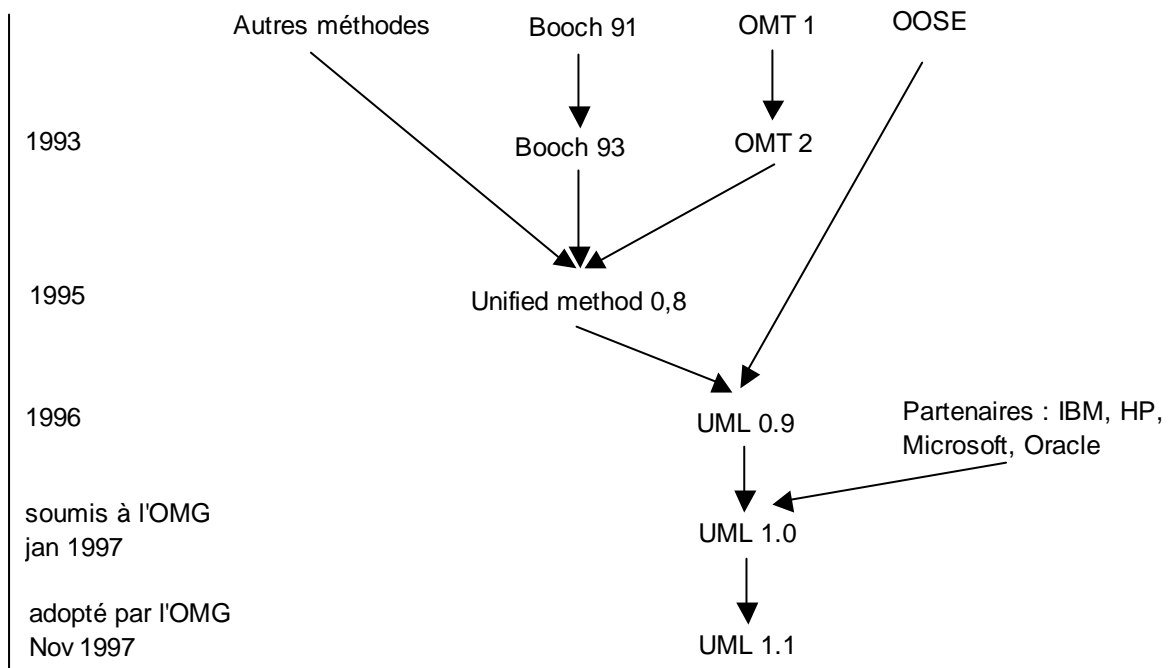 Autres méthodes
Booch 91
OMT 1
OOSE
1993
Booch 93
OMT 2
1995
Unified method 0,8
1996
UML 0.9
Partenaires : IBM, HP,
Microsoft, Oracle
soumis à l'OMG
jan 1997
UML 1.0
adopté par l'OMG
Nov 1997
UML 1.1